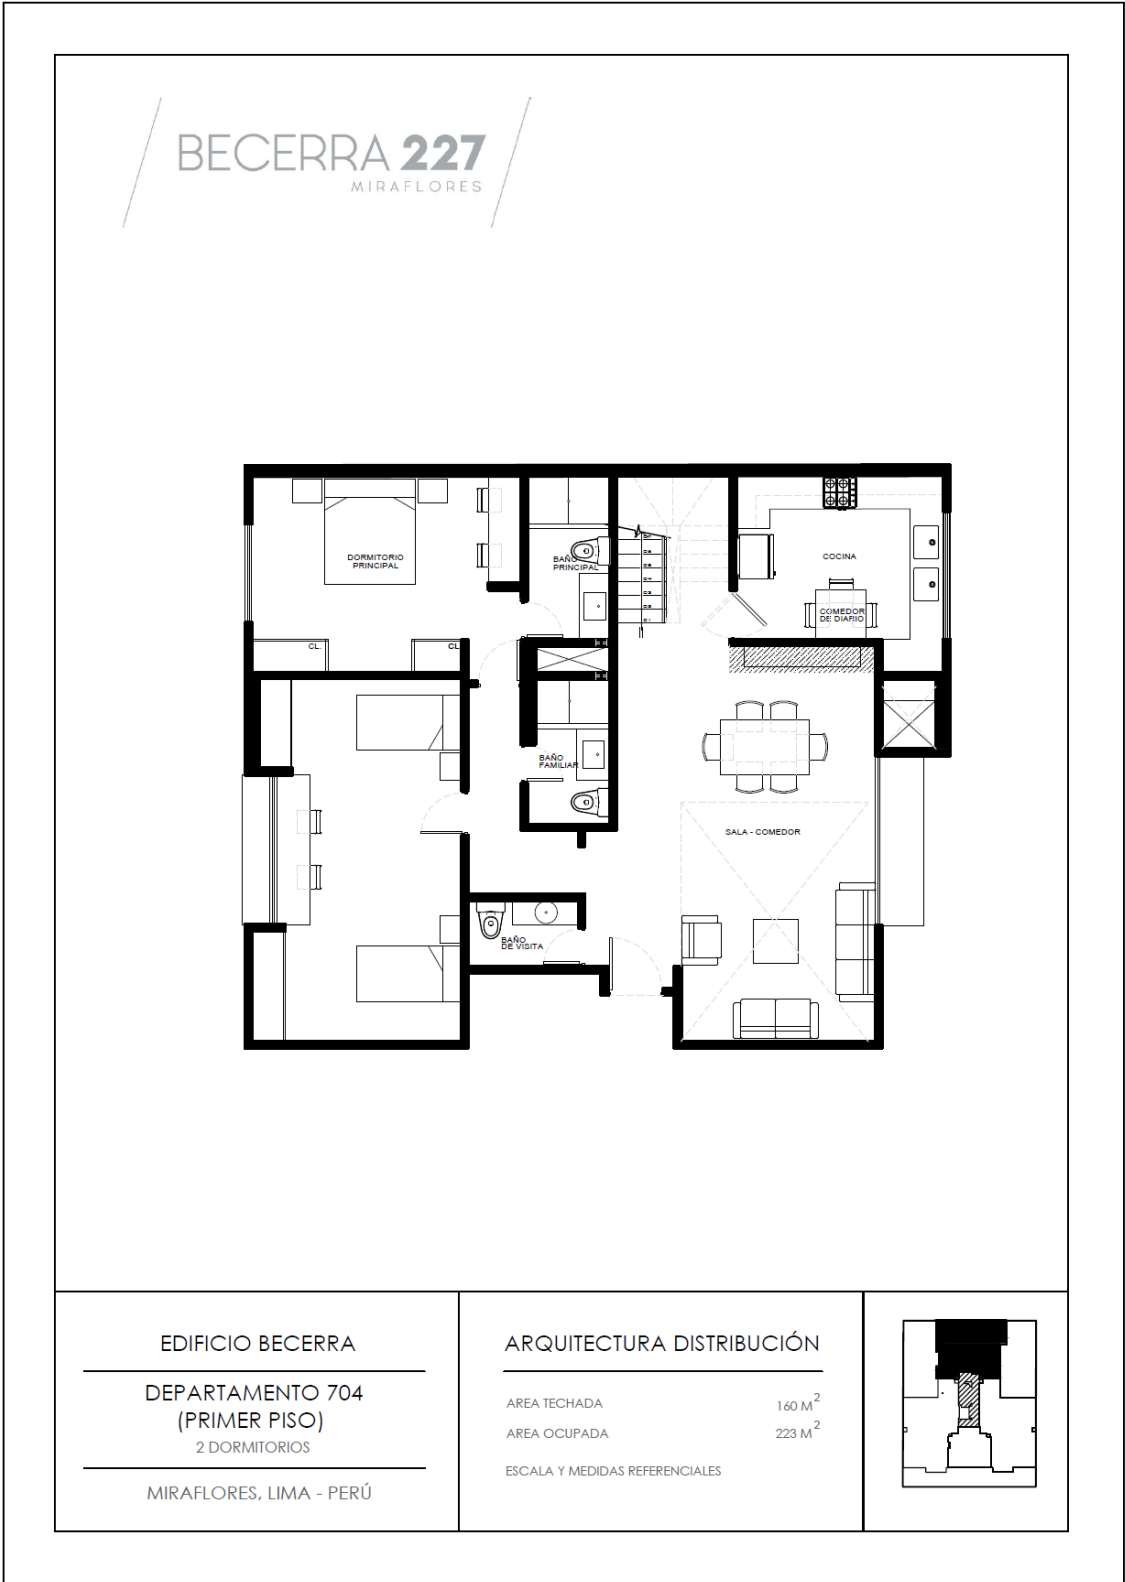 BECERRA 227
MIRAFLORES
DORMITORIO
PRINCIPAL
BAÑO
PRINCIPAL
COCINA
COMEDOR
DE DIARIO
CL.
CL
BAÑO
FAMILIAR
SALA - COMEDOR
BAÑO
DE VISITA
EDIFICIO BECERRA
DEPARTAMENTO 704
(PRIMER PISO)
2 DORMITORIOS
MIRAFLORES, LIMA - PERÚ
ARQUITECTURA DISTRIBUCIÓN
AREA TECHADA 160 M²
AREA OCUPADA 223 M²
ESCALA Y MEDIDAS REFERENCIALES